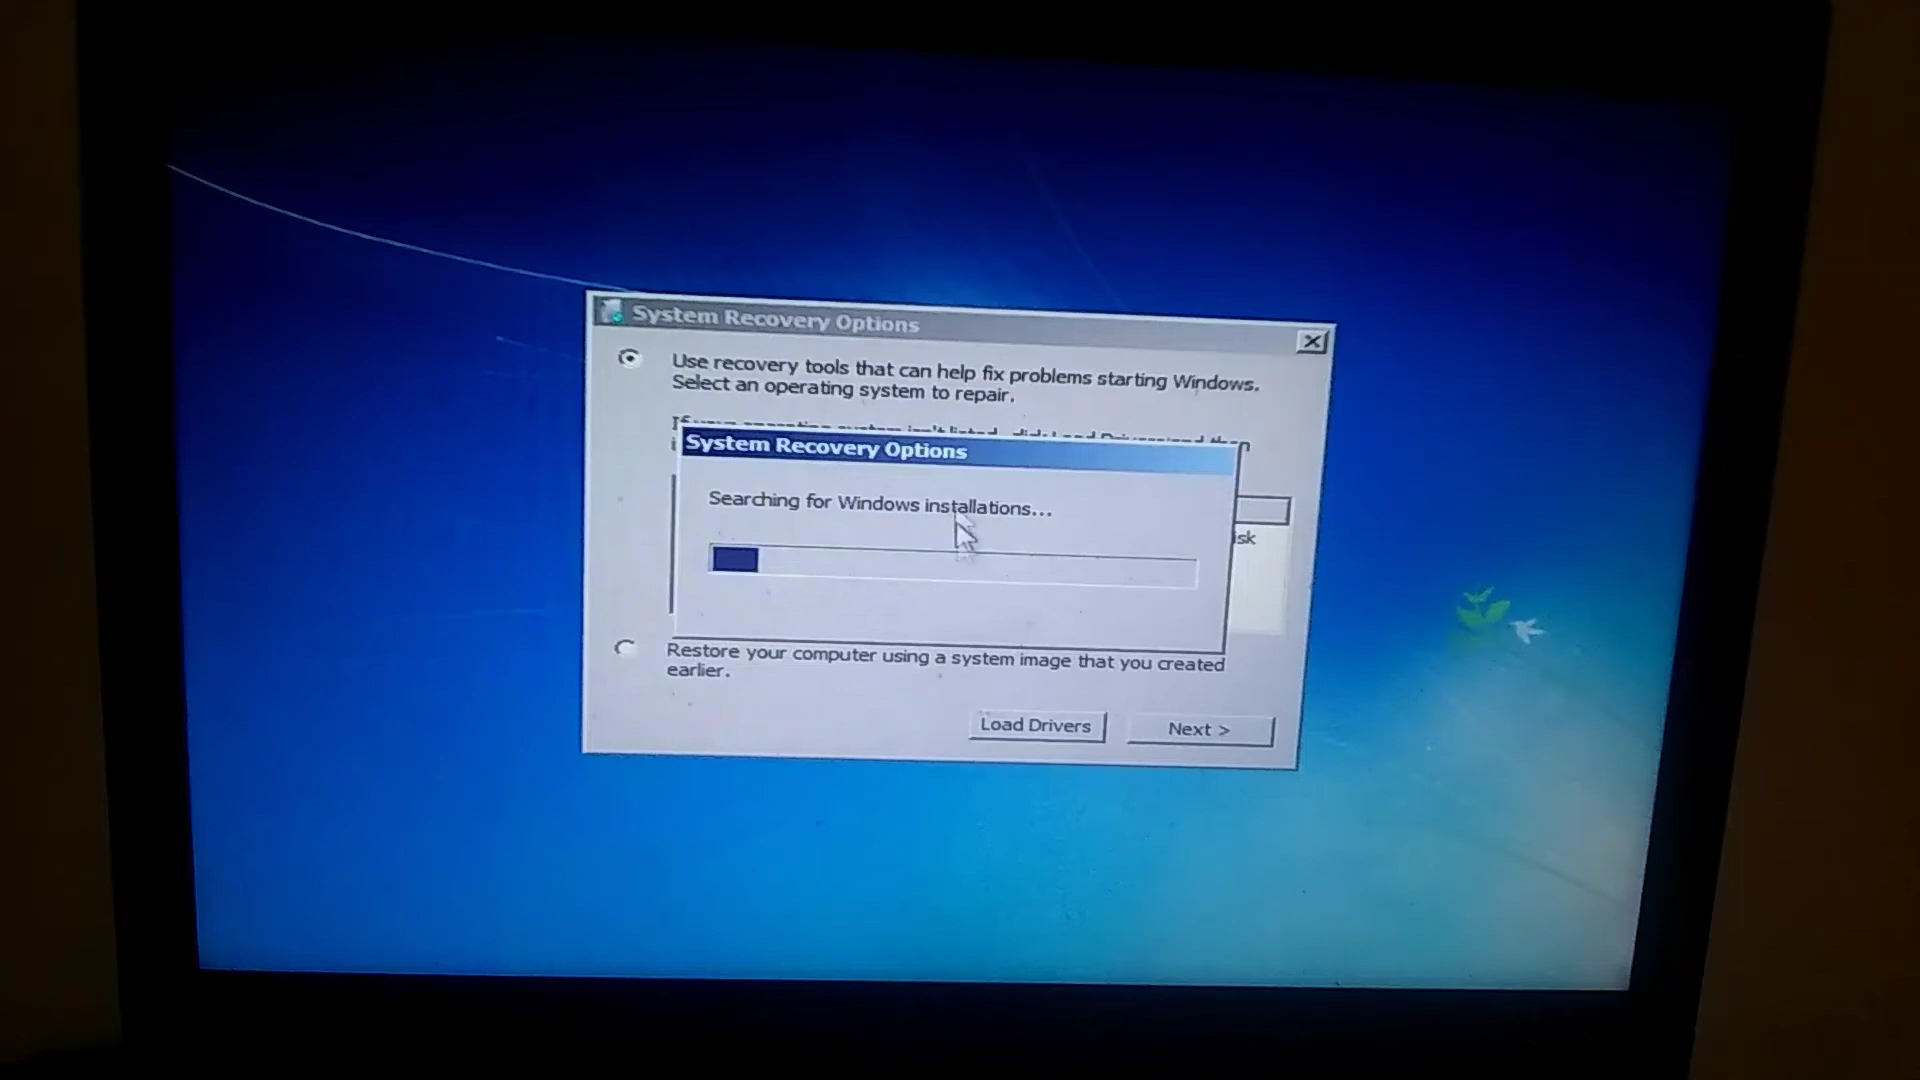 System Recovery Options
Use recovery tools that can help fix problems starting Windows.
Select an operating system to repair.
System Recovery Options
Searching for Windows installations...
isk
Restore your computer using a system image that you created
earlier.
Load Drivers
Next >